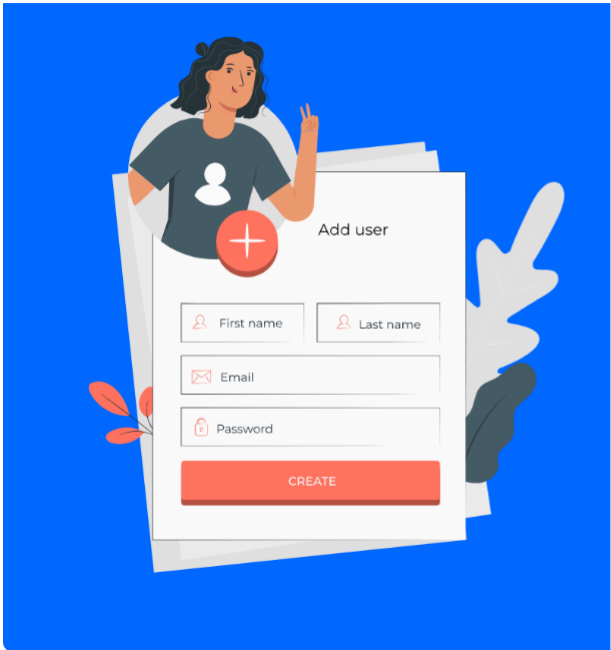 Add user
First name
Last name
Email
Password
CREATE